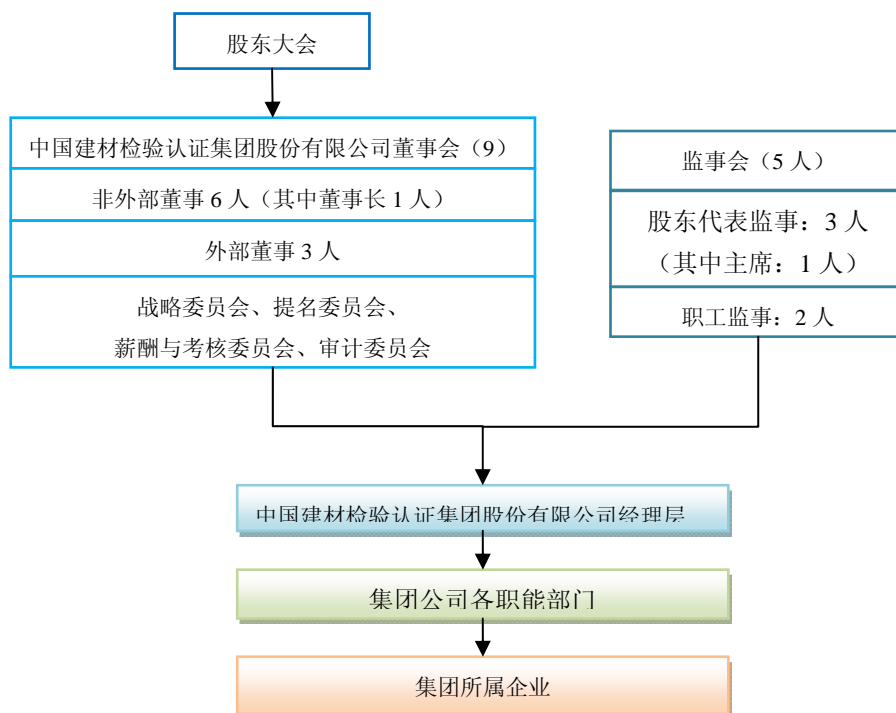 股东大会
中国建材检验认证集团股份有限公司董事会（9）
非外部董事 6 人（其中董事长 1 人）
外部董事 3 人
战略委员会、提名委员会、
薪酬与考核委员会、审计委员会
监事会（5 人）
股东代表监事：3 人
（其中主席：1 人）
职工监事：2 人
中国建材检验认证集团股份有限公司经理层
集团公司各职能部门
集团所属企业